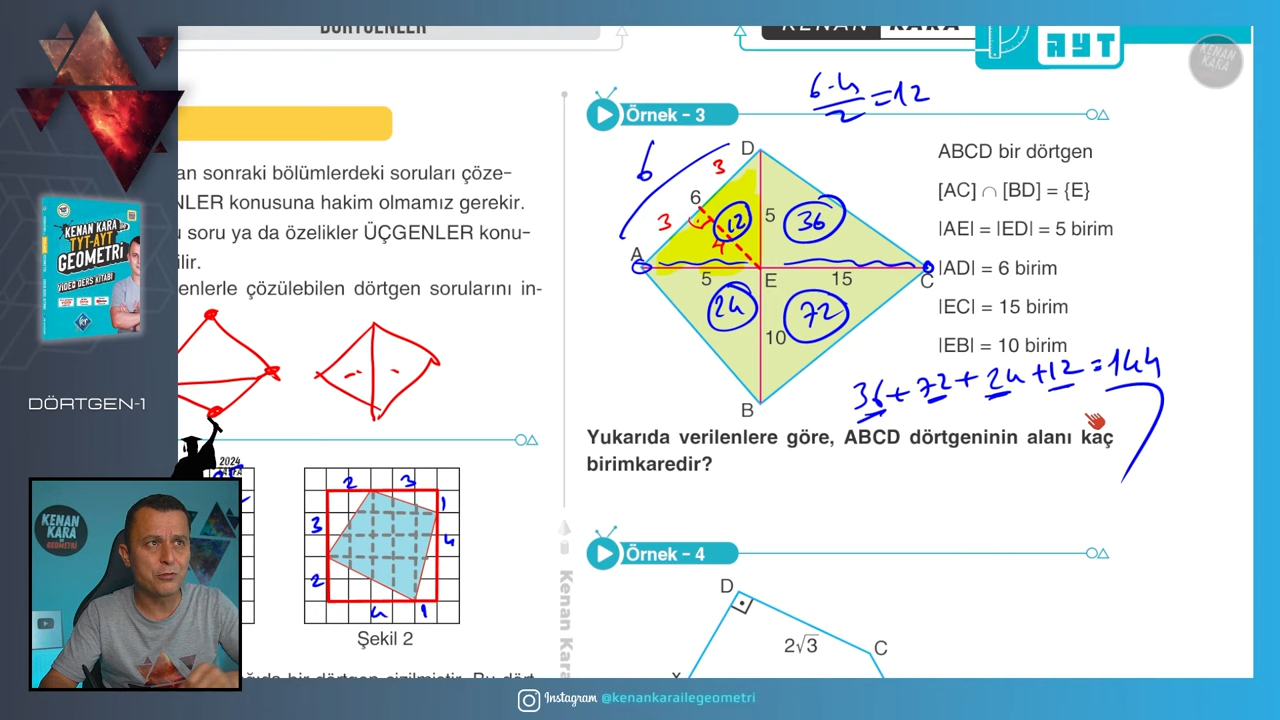 DÖRTGENLER
KENAN KARA
AYT
KENAN KARA
an sonraki bölümlerdeki soruları çöze-
NLER konusuna hakim olmamız gerekir.
soru ya da özelikler ÜÇGENLER konu-
ilir.
enlerle çözülebilen dörtgen sorularını in-
KENAN KARA
TYT-AYT
GEOMETRİ
VİDEO DERS KİTABI
DÖRTGEN-1
2024
2 3
3 1
4
2
4 1
Şekil 2
Örnek - 3
6·4/2 = 12
D
6
3
6
3
12
5
36
4
A
5
E
15
C
24
10
72
B
ABCD bir dörtgen
[AC] ∩ [BD] = {E}
|AE| = |ED| = 5 birim
|AD| = 6 birim
|EC| = 15 birim
|EB| = 10 birim
36 + 72 + 24 + 12 = 144
Yukarıda verilenlere göre, ABCD dörtgeninin alanı kaç
birimkaredir?
Örnek - 4
D
2√3
C
Kenan Kara
KENAN KARA
GEOMETRİ
Instagram @kenankarailegeometri